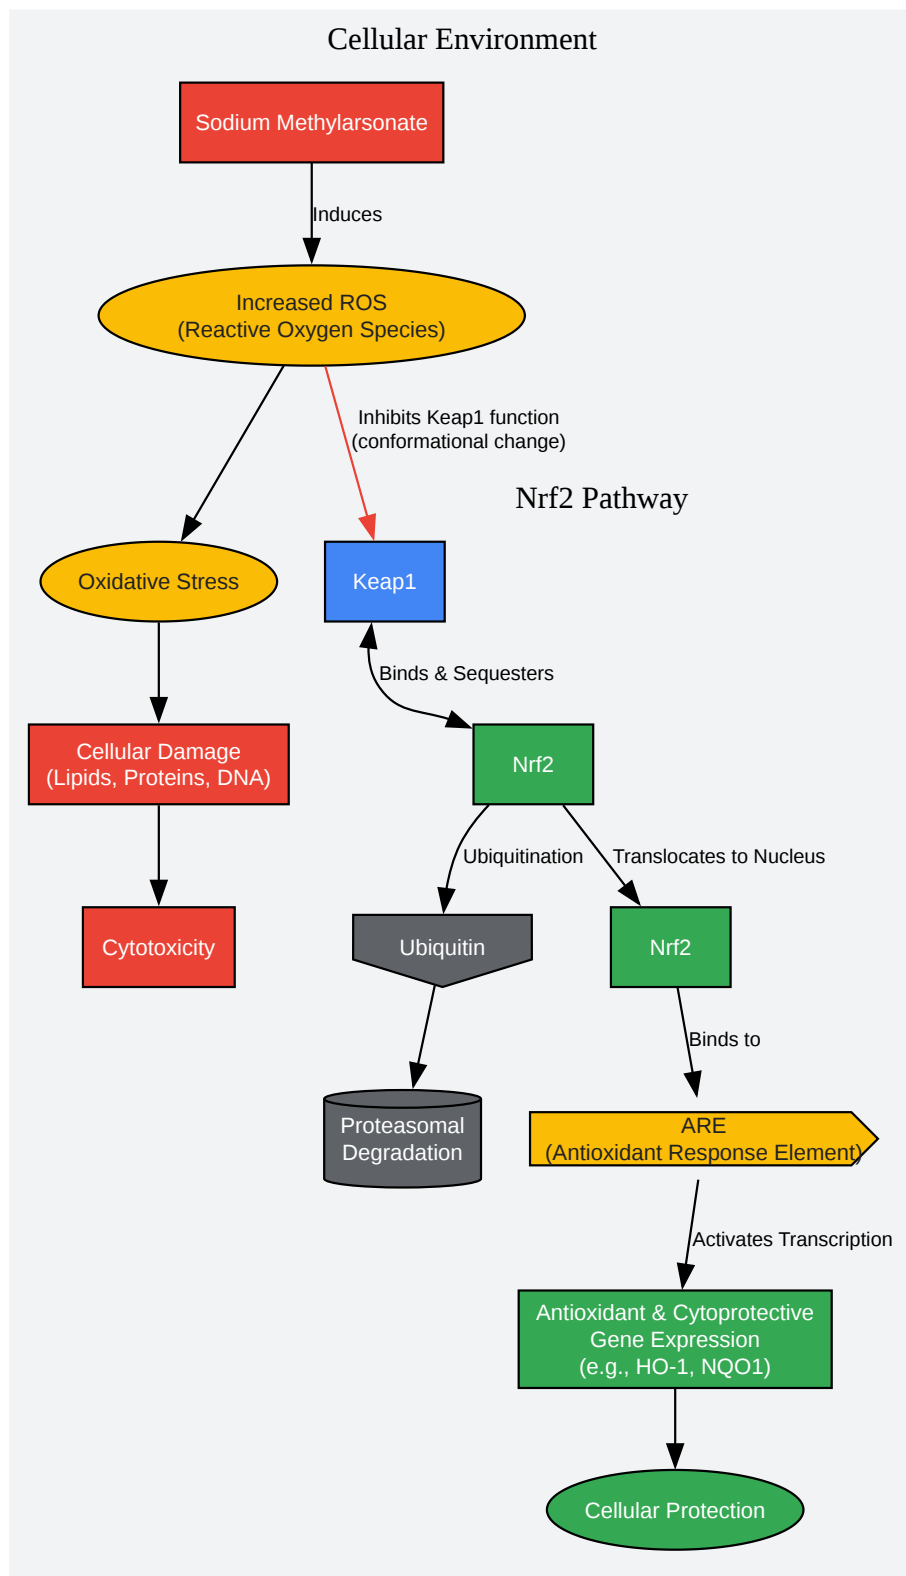 Cellular Environment
Sodium Methylarsonate
Induces
Increased ROS
(Reactive Oxygen Species)
Inhibits Keap1 function
(conformational change)
Nrf2 Pathway
Oxidative Stress
Keap1
Binds & Sequesters
Cellular Damage
(Lipids, Proteins, DNA)
Nrf2
Ubiquitination
Translocates to Nucleus
Cytotoxicity
Ubiquitin
Nrf2
Binds to
Proteasomal
Degradation
ARE
(Antioxidant Response Element)
Activates Transcription
Antioxidant & Cytoprotective
Gene Expression
(e.g., HO-1, NQO1)
Cellular Protection